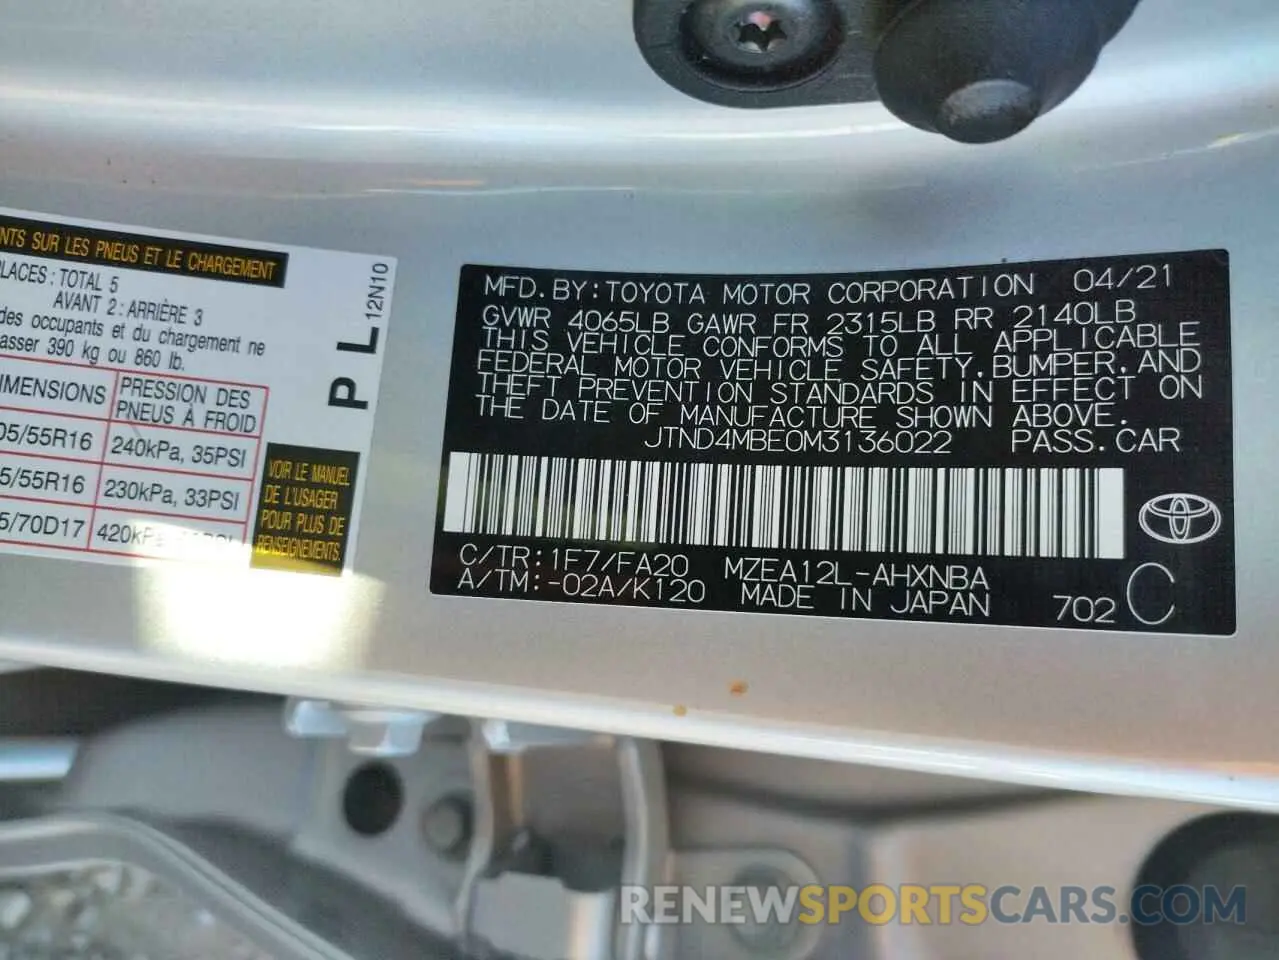 NTS SUR LES PNEUS ET LE CHARGEMENT
LACES : TOTAL 5
AVANT 2 : ARRIÈRE 3
des occupants et du chargement ne
asser 390 kg ou 860 lb.
IMENSIONS PRESSION DES PNEUS À FROID
05/55R16 240kPa, 35PSI
5/55R16 230kPa, 33PSI
5/70D17 420kPa,
VOIR LE MANUEL
DE L'USAGER
POUR PLUS DE
RENSEIGNEMENTS.
P L 12N10
MFD. BY: TOYOTA MOTOR CORPORATION 04/21
GVWR 4065LB GAWR FR 2315LB RR 2140LB
THIS VEHICLE CONFORMS TO ALL APPLICABLE
FEDERAL MOTOR VEHICLE SAFETY, BUMPER, AND
THEFT PREVENTION STANDARDS IN EFFECT ON
THE DATE OF MANUFACTURE SHOWN ABOVE.
JTND4MBE0M3136022 PASS. CAR
C/TR: 1F7/FA20 MZEA12L-AHXNBA
A/TM: -02A/K120 MADE IN JAPAN 702 C
RENEWSPORTSCARS.COM